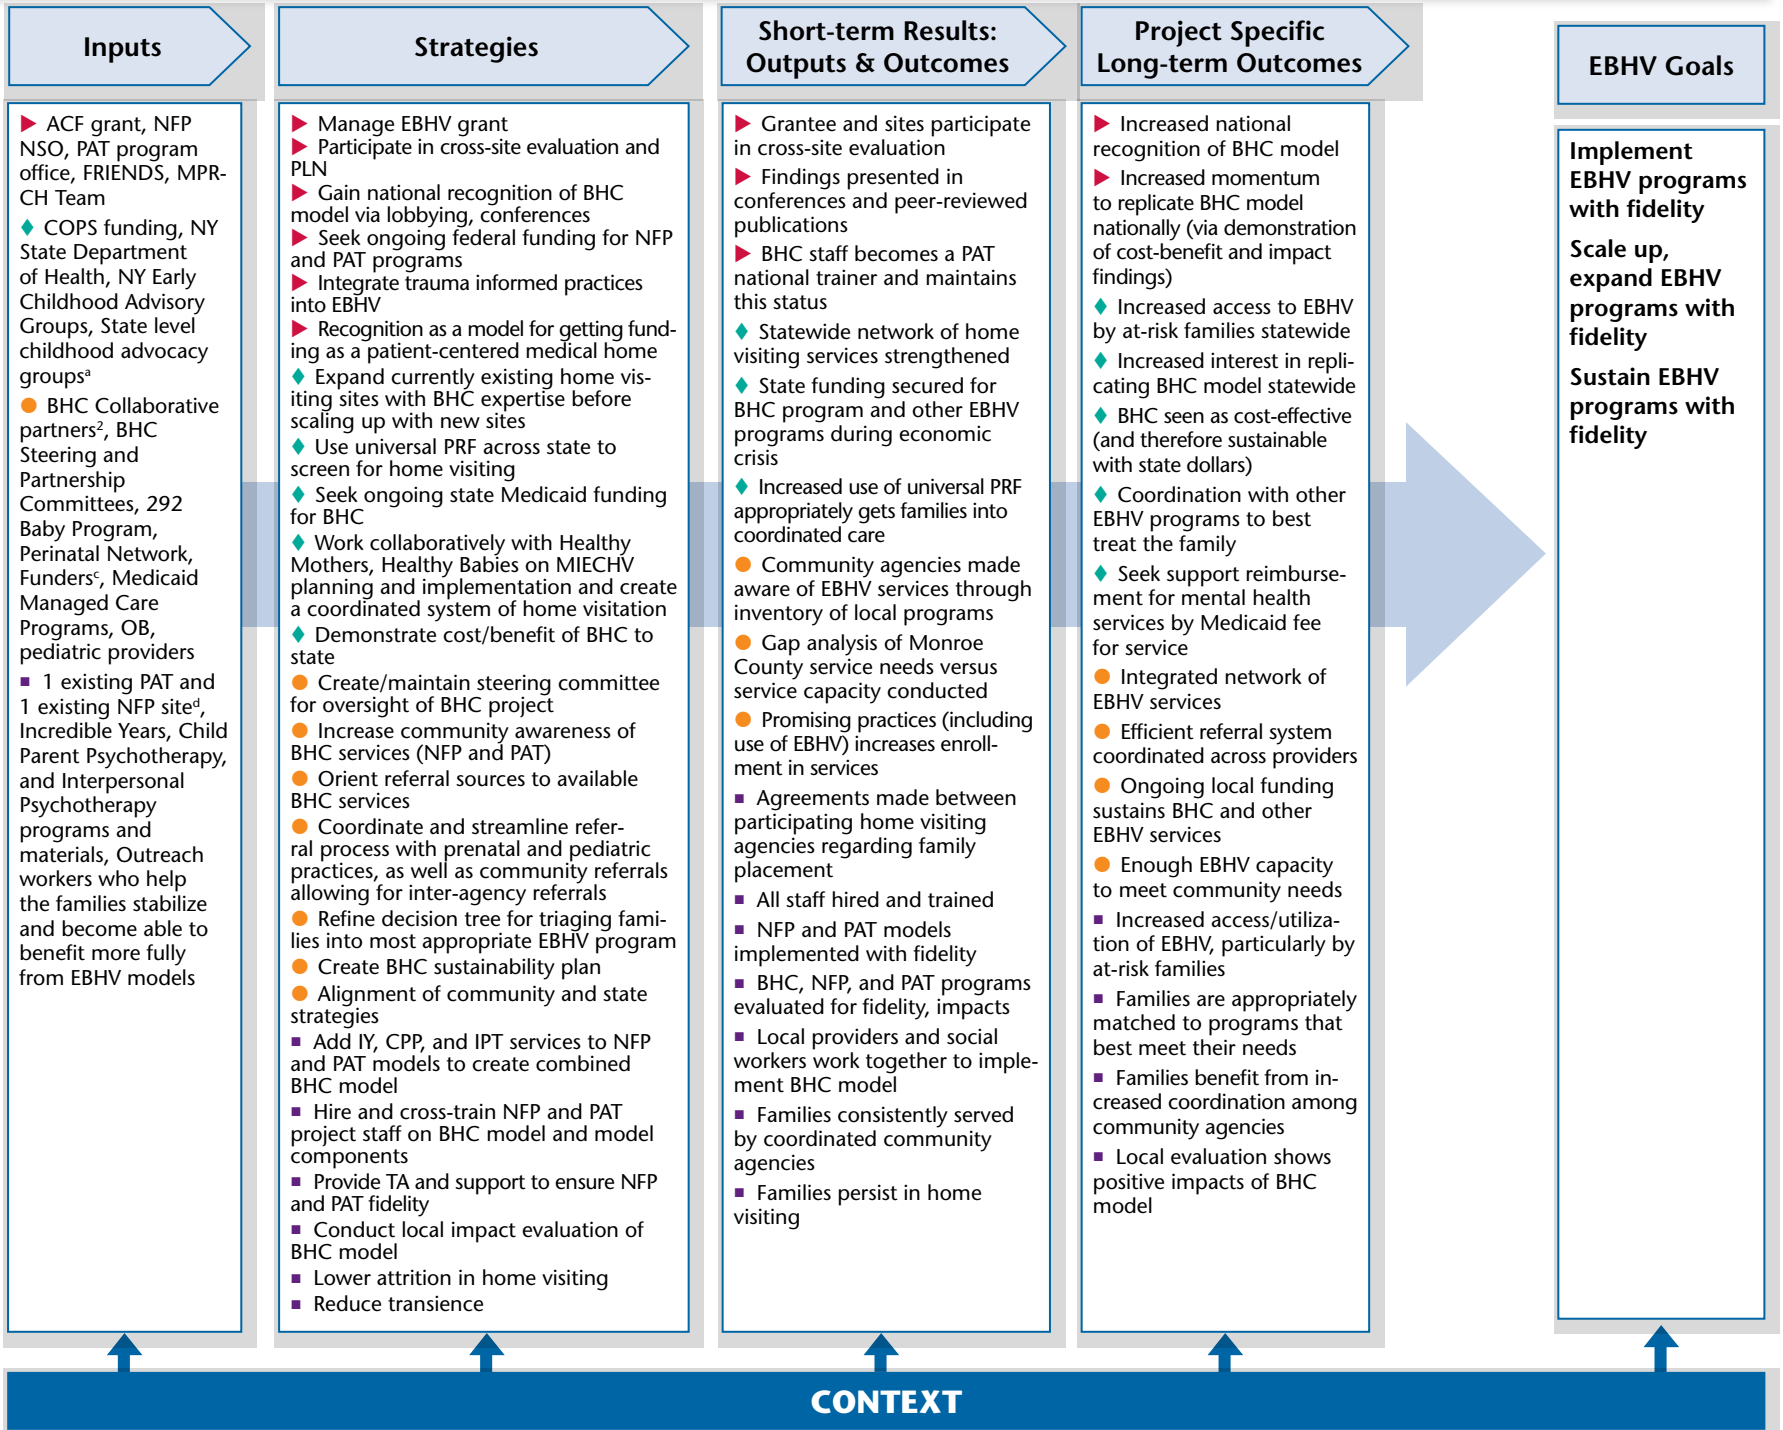 Inputs
▶ ACF grant, NFP
NSO, PAT program
office, FRIENDS, MPR-
CH Team
♦ COPS funding, NY
State Department
of Health, NY Early
Childhood Advisory
Groups, State level
childhood advocacy
groupsᵃ
● BHC Collaborative
partners², BHC
Steering and
Partnership
Committees, 292
Baby Program,
Perinatal Network,
Fundersᶜ, Medicaid
Managed Care
Programs, OB,
pediatric providers
■ 1 existing PAT and
1 existing NFP siteᵈ,
Incredible Years, Child
Parent Psychotherapy,
and Interpersonal
Psychotherapy
programs and
materials, Outreach
workers who help
the families stabilize
and become able to
benefit more fully
from EBHV models
Strategies
▶ Manage EBHV grant
▶ Participate in cross-site evaluation and
PLN
▶ Gain national recognition of BHC
model via lobbying, conferences
▶ Seek ongoing federal funding for NFP
and PAT programs
▶ Integrate trauma informed practices
into EBHV
▶ Recognition as a model for getting fund-
ing as a patient-centered medical home
♦ Expand currently existing home vis-
iting sites with BHC expertise before
scaling up with new sites
♦ Use universal PRF across state to
screen for home visiting
♦ Seek ongoing state Medicaid funding
for BHC
♦ Work collaboratively with Healthy
Mothers, Healthy Babies on MIECHV
planning and implementation and create
a coordinated system of home visitation
♦ Demonstrate cost/benefit of BHC to
state
● Create/maintain steering committee
for oversight of BHC project
● Increase community awareness of
BHC services (NFP and PAT)
● Orient referral sources to available
BHC services
● Coordinate and streamline refer-
ral process with prenatal and pediatric
practices, as well as community referrals
allowing for inter-agency referrals
● Refine decision tree for triaging fami-
lies into most appropriate EBHV program
● Create BHC sustainability plan
● Alignment of community and state
strategies
■ Add IY, CPP, and IPT services to NFP
and PAT models to create combined
BHC model
■ Hire and cross-train NFP and PAT
project staff on BHC model and model
components
■ Provide TA and support to ensure NFP
and PAT fidelity
■ Conduct local impact evaluation of
BHC model
■ Lower attrition in home visiting
■ Reduce transience
Short-term Results:
Outputs & Outcomes
▶ Grantee and sites participate
in cross-site evaluation
▶ Findings presented in
conferences and peer-reviewed
publications
▶ BHC staff becomes a PAT
national trainer and maintains
this status
♦ Statewide network of home
visiting services strengthened
♦ State funding secured for
BHC program and other EBHV
programs during economic
crisis
♦ Increased use of universal PRF
appropriately gets families into
coordinated care
● Community agencies made
aware of EBHV services through
inventory of local programs
● Gap analysis of Monroe
County service needs versus
service capacity conducted
● Promising practices (including
use of EBHV) increases enroll-
ment in services
■ Agreements made between
participating home visiting
agencies regarding family
placement
■ All staff hired and trained
■ NFP and PAT models
implemented with fidelity
■ BHC, NFP, and PAT programs
evaluated for fidelity, impacts
■ Local providers and social
workers work together to imple-
ment BHC model
■ Families consistently served
by coordinated community
agencies
■ Families persist in home
visiting
Project Specific
Long-term Outcomes
▶ Increased national
recognition of BHC model
▶ Increased momentum
to replicate BHC model
nationally (via demonstration
of cost-benefit and impact
findings)
♦ Increased access to EBHV
by at-risk families statewide
♦ Increased interest in repli-
cating BHC model statewide
♦ BHC seen as cost-effective
(and therefore sustainable
with state dollars)
♦ Coordination with other
EBHV programs to best
treat the family
♦ Seek support reimburse-
ment for mental health
services by Medicaid fee
for service
● Integrated network of
EBHV services
● Efficient referral system
coordinated across providers
● Ongoing local funding
sustains BHC and other
EBHV services
● Enough EBHV capacity
to meet community needs
■ Increased access/utiliza-
tion of EBHV, particularly by
at-risk families
■ Families are appropriately
matched to programs that
best meet their needs
■ Families benefit from in-
creased coordination among
community agencies
■ Local evaluation shows
positive impacts of BHC
model
EBHV Goals
Implement
EBHV programs
with fidelity
Scale up,
expand EBHV
programs with
fidelity
Sustain EBHV
programs with
fidelity
CONTEXT